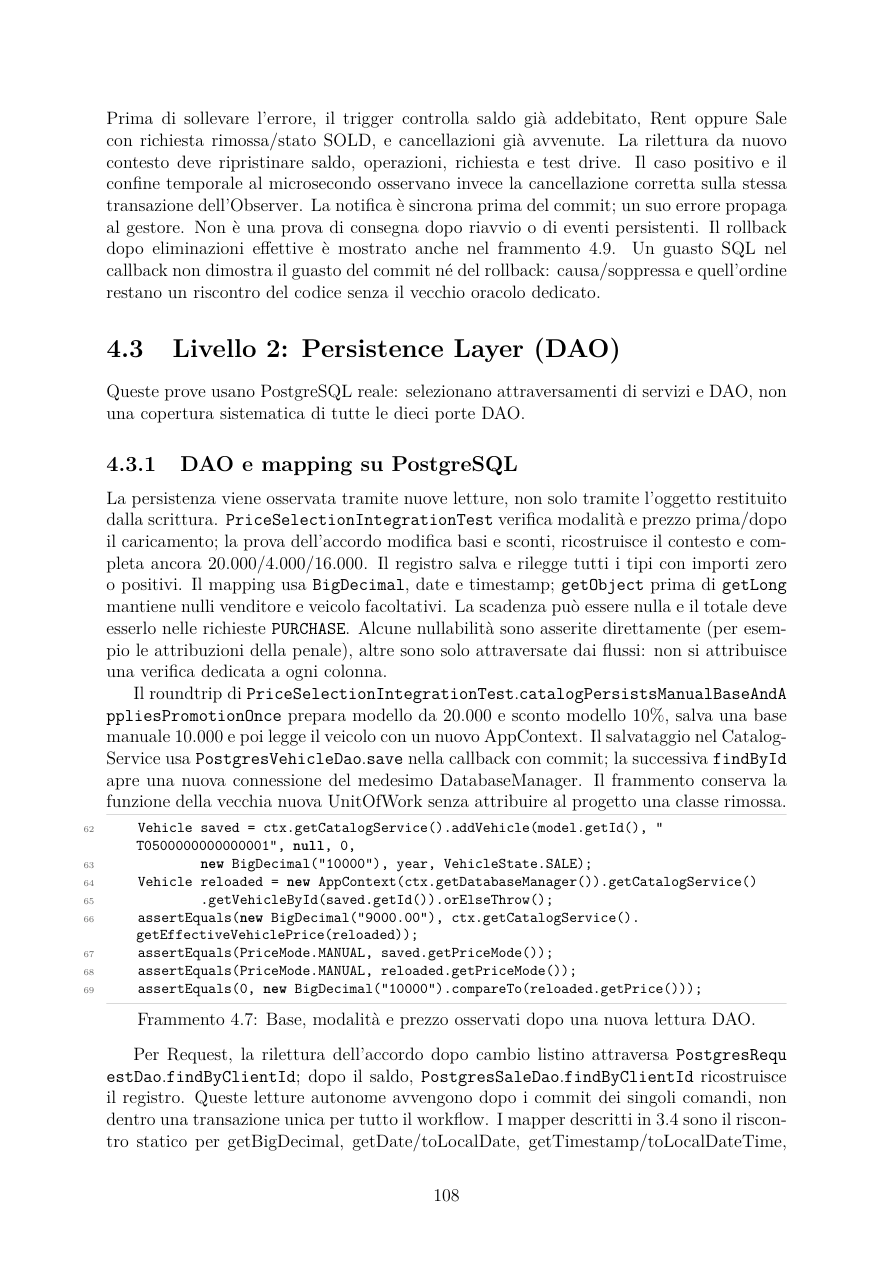 Prima di sollevare l'errore, il trigger controlla saldo già addebitato, Rent oppure Sale
con richiesta rimossa/stato SOLD, e cancellazioni già avvenute. La rilettura da nuovo
contesto deve ripristinare saldo, operazioni, richiesta e test drive. Il caso positivo e il
confine temporale al microsecondo osservano invece la cancellazione corretta sulla stessa
transazione dell'Observer. La notifica è sincrona prima del commit; un suo errore propaga
al gestore. Non è una prova di consegna dopo riavvio o di eventi persistenti. Il rollback
dopo eliminazioni effettive è mostrato anche nel frammento 4.9. Un guasto SQL nel
callback non dimostra il guasto del commit né del rollback: causa/soppressa e quell'ordine
restano un riscontro del codice senza il vecchio oracolo dedicato.
4.3 Livello 2: Persistence Layer (DAO)
Queste prove usano PostgreSQL reale: selezionano attraversamenti di servizi e DAO, non
una copertura sistematica di tutte le dieci porte DAO.
4.3.1 DAO e mapping su PostgreSQL
La persistenza viene osservata tramite nuove letture, non solo tramite l'oggetto restituito
dalla scrittura. PriceSelectionIntegrationTest verifica modalità e prezzo prima/dopo
il caricamento; la prova dell'accordo modifica basi e sconti, ricostruisce il contesto e com-
pleta ancora 20.000/4.000/16.000. Il registro salva e rilegge tutti i tipi con importi zero
o positivi. Il mapping usa BigDecimal, date e timestamp; getObject prima di getLong
mantiene nulli venditore e veicolo facoltativi. La scadenza può essere nulla e il totale deve
esserlo nelle richieste PURCHASE. Alcune nullabilità sono asserite direttamente (per esem-
pio le attribuzioni della penale), altre sono solo attraversate dai flussi: non si attribuisce
una verifica dedicata a ogni colonna.
Il roundtrip di PriceSelectionIntegrationTest.catalogPersistsManualBaseAndA
ppliesPromotionOnce prepara modello da 20.000 e sconto modello 10%, salva una base
manuale 10.000 e poi legge il veicolo con un nuovo AppContext. Il salvataggio nel Catalog-
Service usa PostgresVehicleDao.save nella callback con commit; la successiva findById
apre una nuova connessione del medesimo DatabaseManager. Il frammento conserva la
funzione della vecchia nuova UnitOfWork senza attribuire al progetto una classe rimossa.
62 Vehicle saved = ctx.getCatalogService().addVehicle(model.getId(), "
T0500000000000001", null, 0,
63 new BigDecimal("10000"), year, VehicleState.SALE);
64 Vehicle reloaded = new AppContext(ctx.getDatabaseManager()).getCatalogService()
65 .getVehicleById(saved.getId()).orElseThrow();
66 assertEquals(new BigDecimal("9000.00"), ctx.getCatalogService().
getEffectiveVehiclePrice(reloaded));
67 assertEquals(PriceMode.MANUAL, saved.getPriceMode());
68 assertEquals(PriceMode.MANUAL, reloaded.getPriceMode());
69 assertEquals(0, new BigDecimal("10000").compareTo(reloaded.getPrice()));
Frammento 4.7: Base, modalità e prezzo osservati dopo una nuova lettura DAO.
Per Request, la rilettura dell'accordo dopo cambio listino attraversa PostgresRequ
estDao.findByClientId; dopo il saldo, PostgresSaleDao.findByClientId ricostruisce
il registro. Queste letture autonome avvengono dopo i commit dei singoli comandi, non
dentro una transazione unica per tutto il workflow. I mapper descritti in 3.4 sono il riscon-
tro statico per getBigDecimal, getDate/toLocalDate, getTimestamp/toLocalDateTime,
108